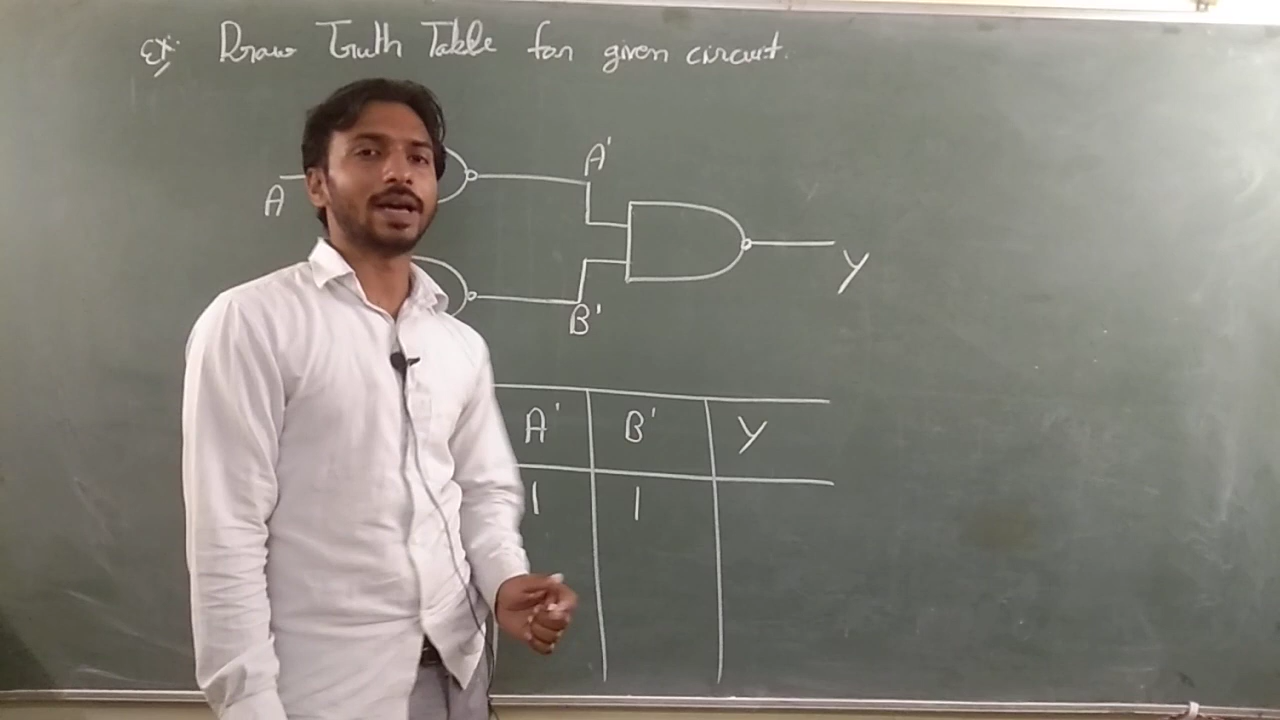 Ex: Draw Truth Table for given circuit.
A'
A
Y
B'
A' B' Y
1 1